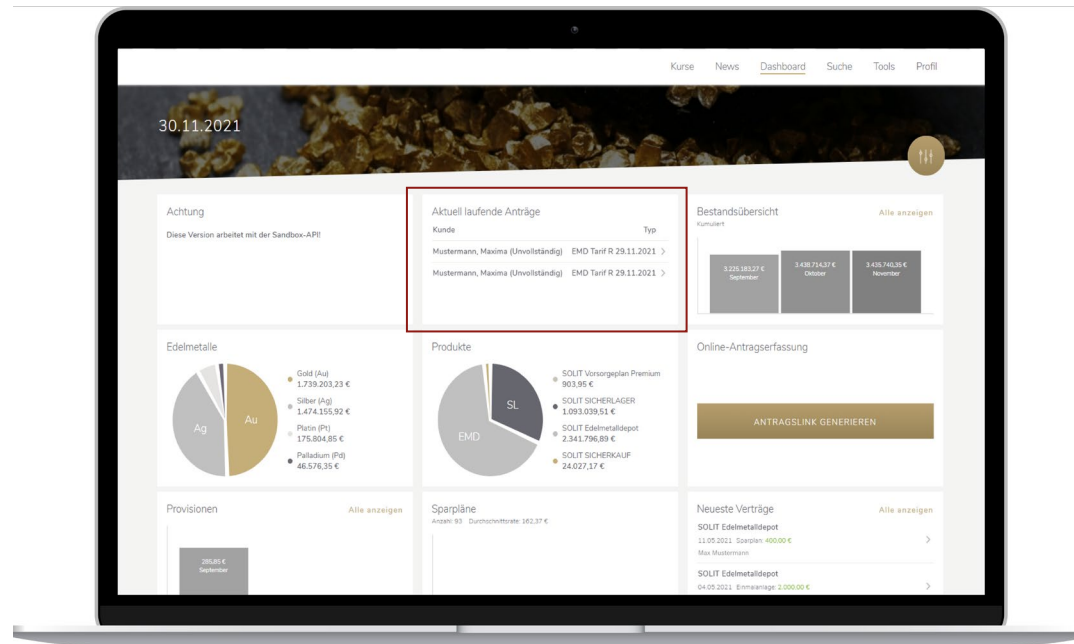 Kurse News Dashboard Suche Tools Profil
30.11.2021
Achtung
Diese Version arbeitet mit der Sandbox-API!
Aktuell laufende Anträge
Kunde Typ
Mustermann, Maxima (Unvollständig) EMD Tarif R 29.11.2021
Mustermann, Maxima (Unvollständig) EMD Tarif R 29.11.2021
Bestandsübersicht Alle anzeigen
Kumuliert
3.225.183,27 €
September
3.438.714,37 €
Oktober
3.435.740,35 €
November
Edelmetalle
Ag
Au
Gold (Au)
1.739.203,23 €
Silber (Ag)
1.474.155,92 €
Platin (Pt)
175.804,85 €
Palladium (Pd)
46.576,35 €
Produkte
SL
EMD
SOLIT Vorsorgeplan Premium
903,95 €
SOLIT SICHERLAGER
1.093.039,51 €
SOLIT Edelmetalldepot
2.341.796,89 €
SOLIT SICHERKAUF
24.027,17 €
Online-Antragserfassung
ANTRAGSLINK GENERIEREN
Provisionen Alle anzeigen
285,85 €
September
Sparpläne
Anzahl: 93 Durchschnittsrate: 162,37 €
Neueste Verträge Alle anzeigen
SOLIT Edelmetalldepot
11.05.2021 Sparplan: 400,00 €
Max Mustermann
SOLIT Edelmetalldepot
04.05.2021 Einmalanlage: 2.000,00 €